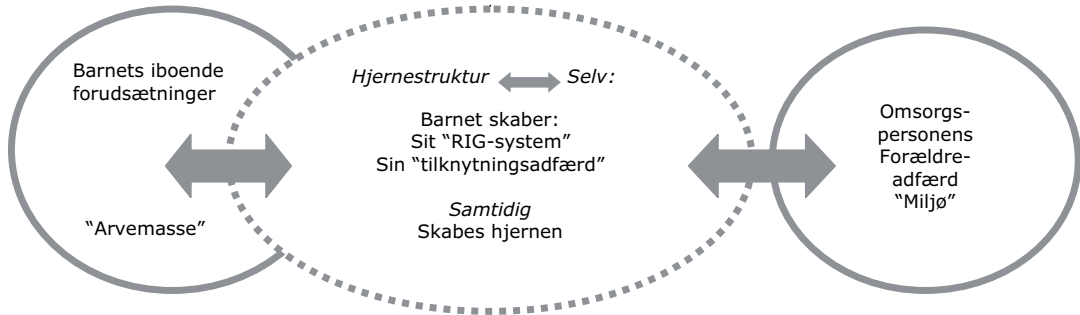 Barnets iboende
forudsætninger
"Arvemasse"
Hjernestruktur Selv:
Barnet skaber:
Sit "RIG-system"
Sin "tilknytningsadfærd"
Samtidig
Skabes hjernen
Omsorgs-
personens
Forældre-
adfærd
"Miljø"